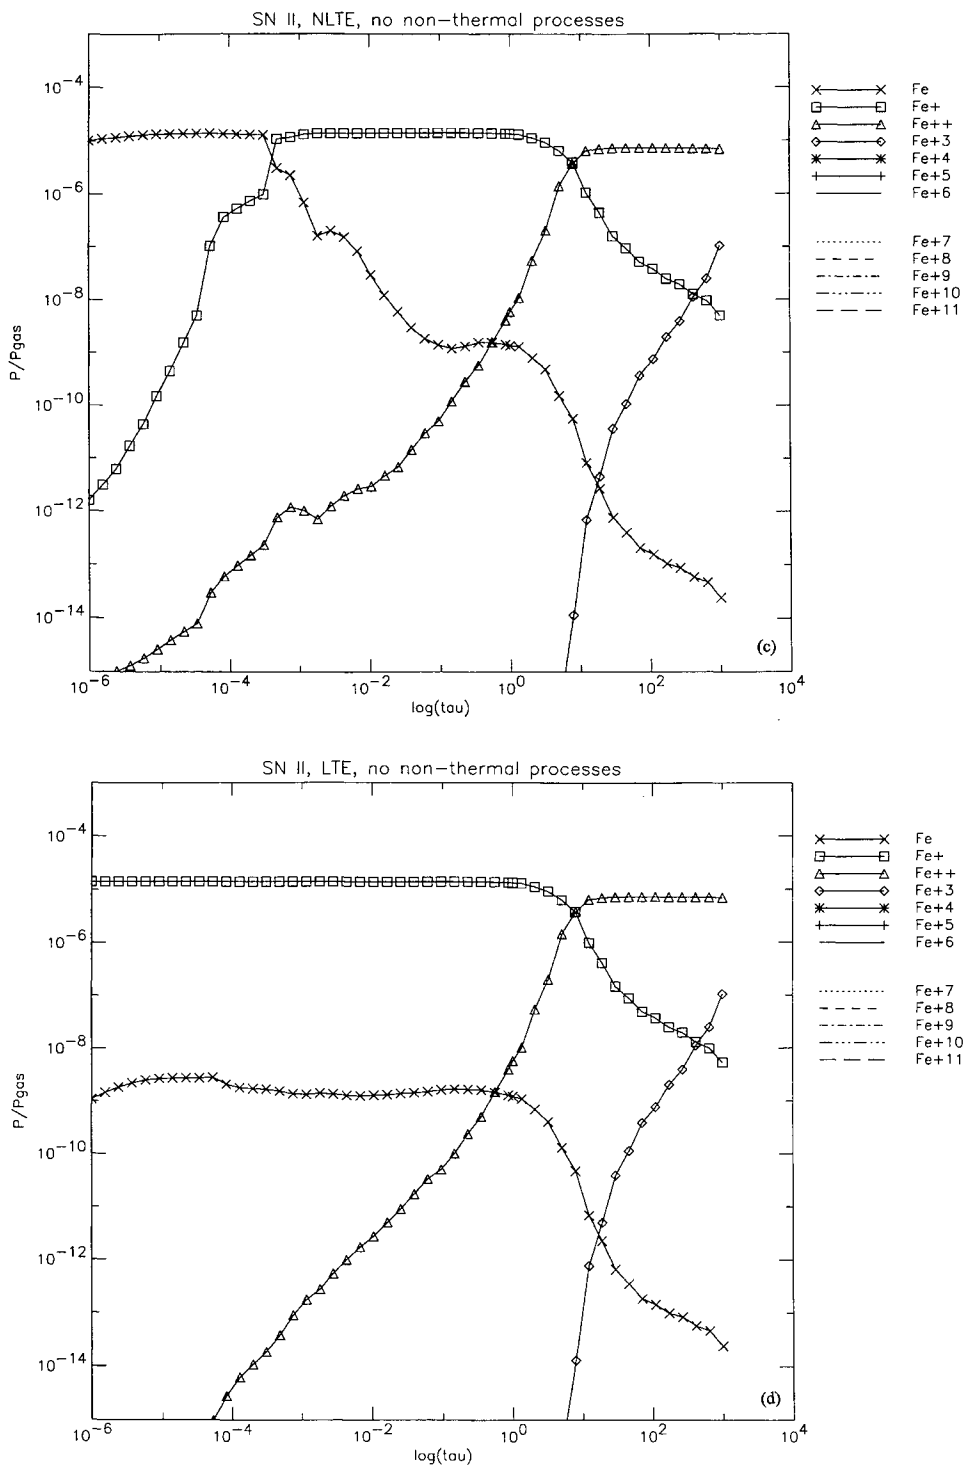 SN II, NLTE, no non-thermal processes
10^-4
10^-6
10^-8
10^-10
10^-12
10^-14
P/Pgas
10^-6
10^-4
10^-2
10^0
10^2
10^4
log(tau)
(c)
Fe
Fe+
Fe++
Fe+3
Fe+4
Fe+5
Fe+6
Fe+7
Fe+8
Fe+9
Fe+10
Fe+11
SN II, LTE, no non-thermal processes
10^-4
10^-6
10^-8
10^-10
10^-12
10^-14
P/Pgas
10^-6
10^-4
10^-2
10^0
10^2
10^4
log(tau)
(d)
Fe
Fe+
Fe++
Fe+3
Fe+4
Fe+5
Fe+6
Fe+7
Fe+8
Fe+9
Fe+10
Fe+11